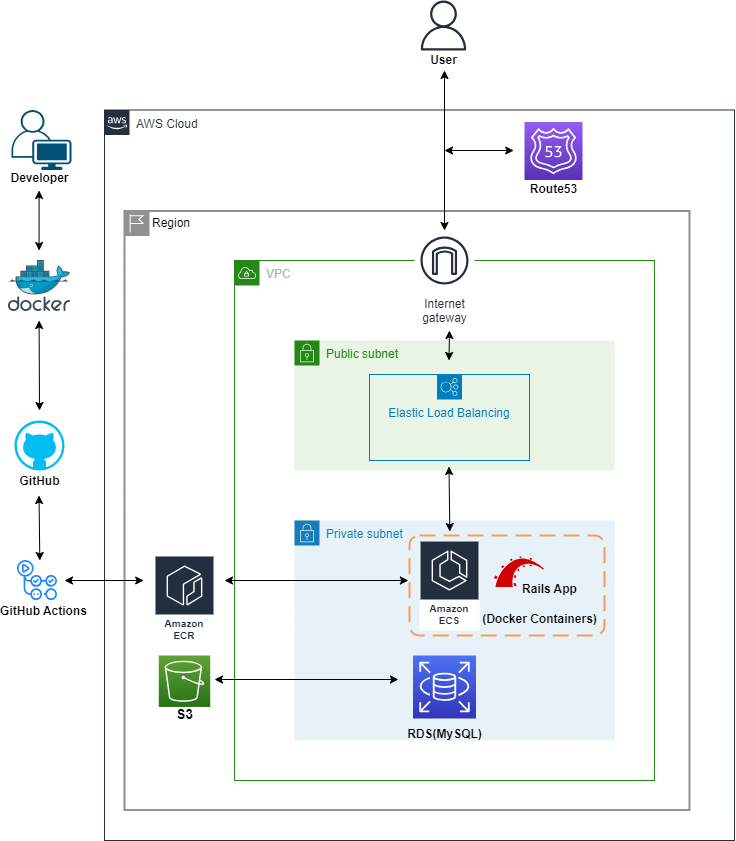 User
aws
AWS Cloud
Developer
53
Route53
Region
VPC
docker
Internet
gateway
Public subnet
Elastic Load Balancing
GitHub
Private subnet
GitHub Actions
Amazon
ECR
Amazon
ECS
Rails App
(Docker Containers)
S3
RDS(MySQL)